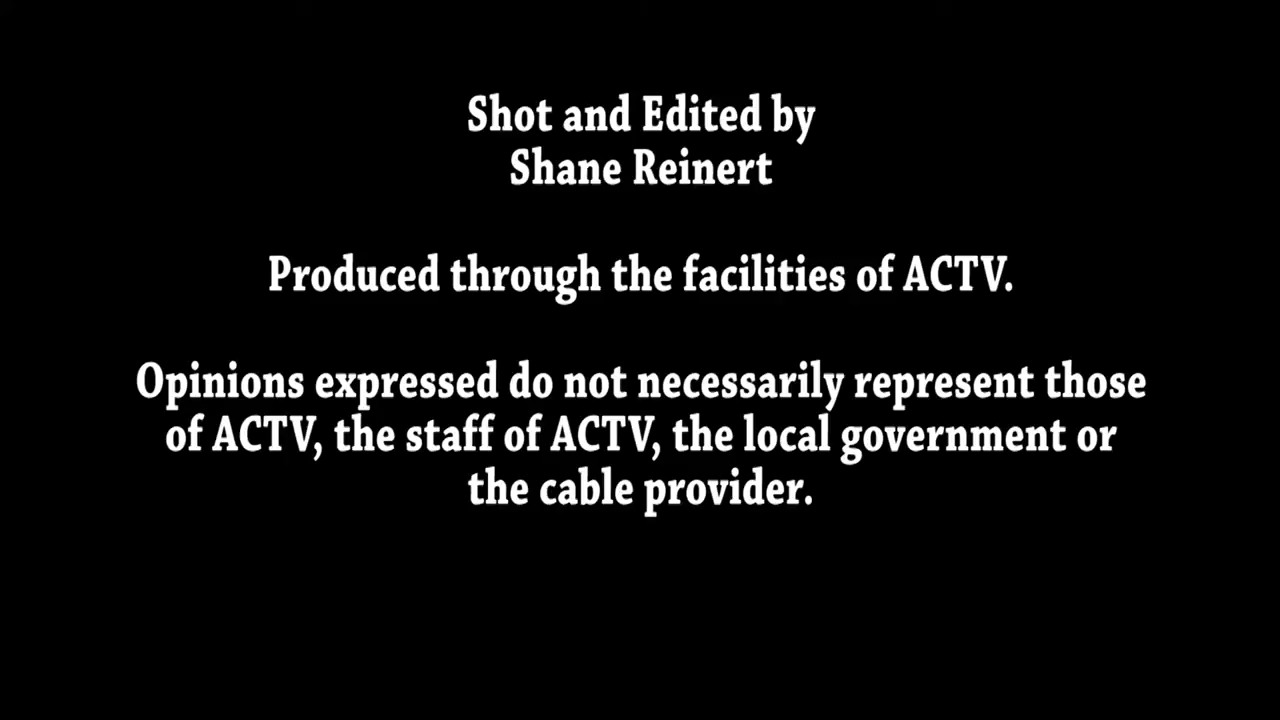 Shot and Edited by
Shane Reinert
Produced through the facilities of ACTV.
Opinions expressed do not necessarily represent those
of ACTV, the staff of ACTV, the local government or
the cable provider.